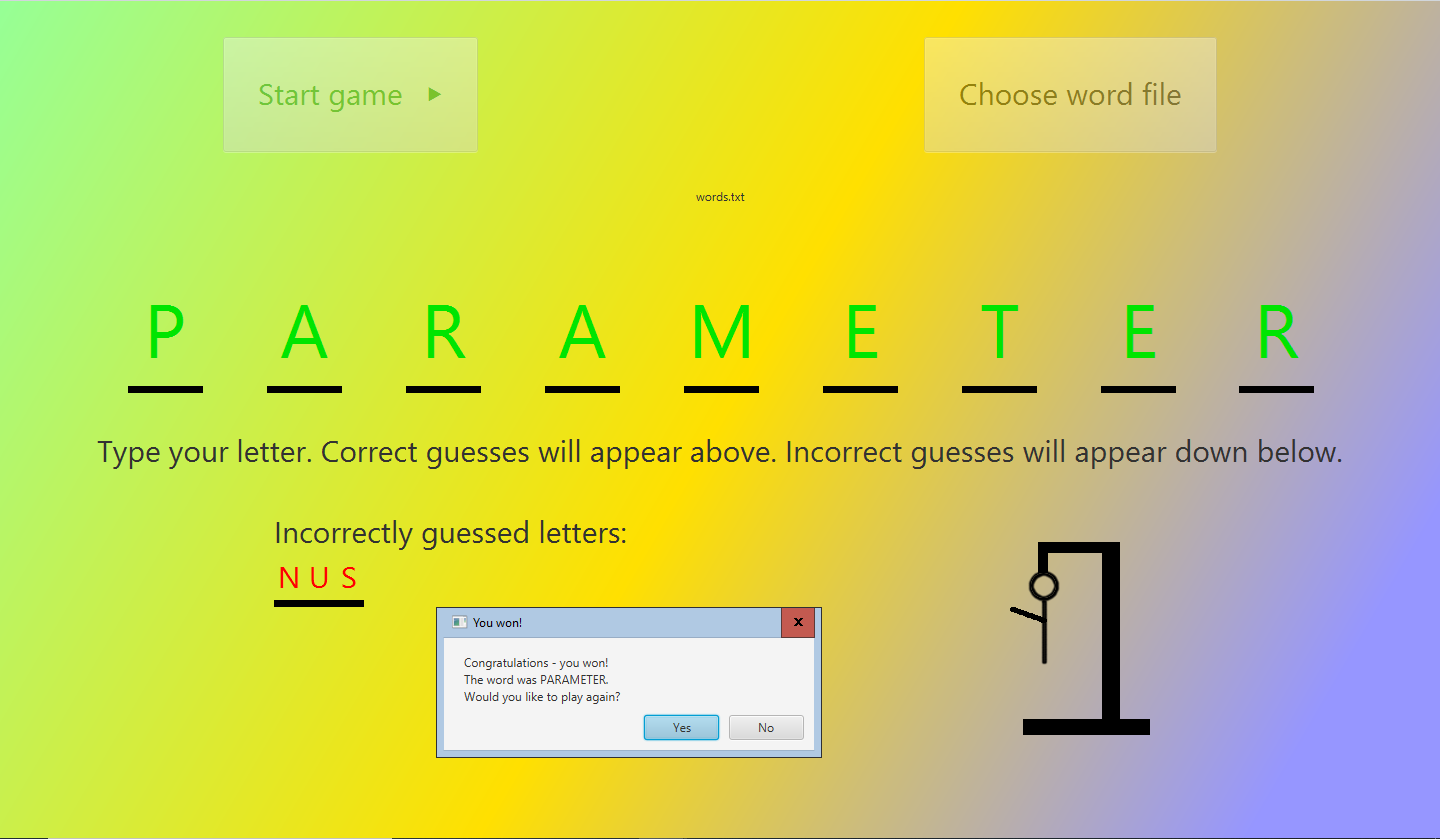 Start game
Choose word file
words.txt
P A R A M E T E R
Type your letter. Correct guesses will appear above. Incorrect guesses will appear down below.
Incorrectly guessed letters:
N U S
You won!
Congratulations - you won!
The word was PARAMETER.
Would you like to play again?
Yes
No